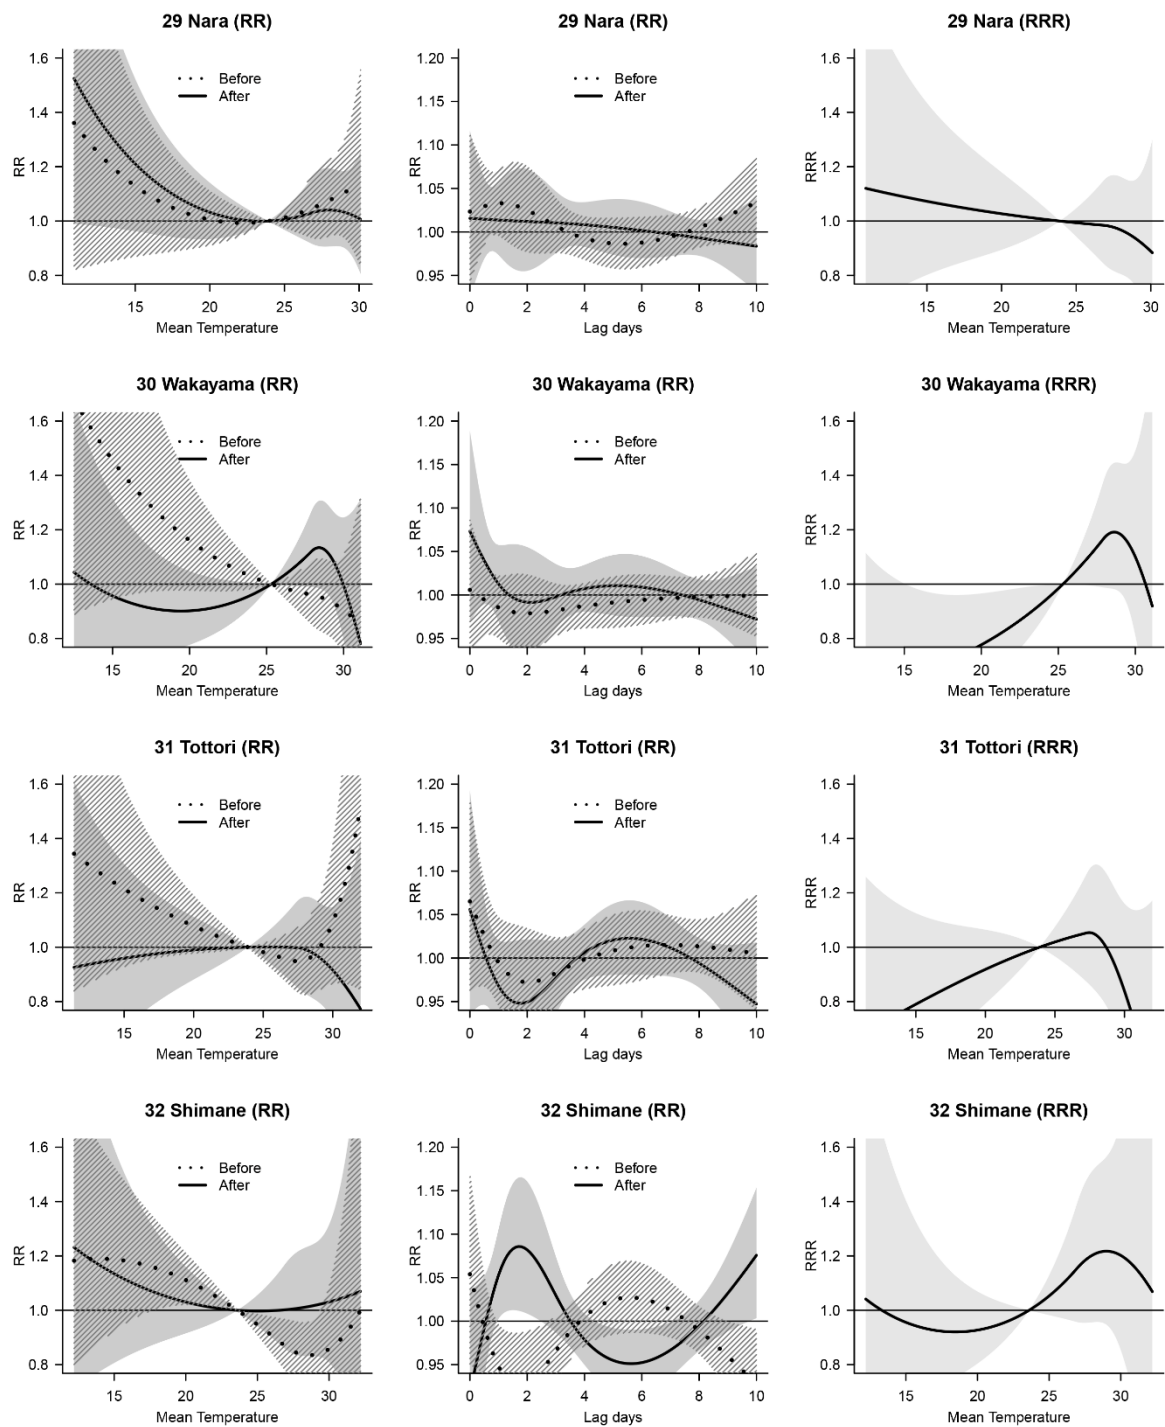 29 Nara (RR)
RR
1.6
1.4
1.2
1.0
0.8
Before
After
15 20 25 30
Mean Temperature
29 Nara (RR)
RR
1.20
1.15
1.10
1.05
1.00
0.95
Before
After
0 2 4 6 8 10
Lag days
29 Nara (RRR)
RRR
1.6
1.4
1.2
1.0
0.8
15 20 25 30
Mean Temperature
30 Wakayama (RR)
RR
1.6
1.4
1.2
1.0
0.8
Before
After
15 20 25 30
Mean Temperature
30 Wakayama (RR)
RR
1.20
1.15
1.10
1.05
1.00
0.95
Before
After
0 2 4 6 8 10
Lag days
30 Wakayama (RRR)
RRR
1.6
1.4
1.2
1.0
0.8
15 20 25 30
Mean Temperature
31 Tottori (RR)
RR
1.6
1.4
1.2
1.0
0.8
Before
After
15 20 25 30
Mean Temperature
31 Tottori (RR)
RR
1.20
1.15
1.10
1.05
1.00
0.95
Before
After
0 2 4 6 8 10
Lag days
31 Tottori (RRR)
RRR
1.6
1.4
1.2
1.0
0.8
15 20 25 30
Mean Temperature
32 Shimane (RR)
RR
1.6
1.4
1.2
1.0
0.8
Before
After
15 20 25 30
Mean Temperature
32 Shimane (RR)
RR
1.20
1.15
1.10
1.05
1.00
0.95
Before
After
0 2 4 6 8 10
Lag days
32 Shimane (RRR)
RRR
1.6
1.4
1.2
1.0
0.8
15 20 25 30
Mean Temperature